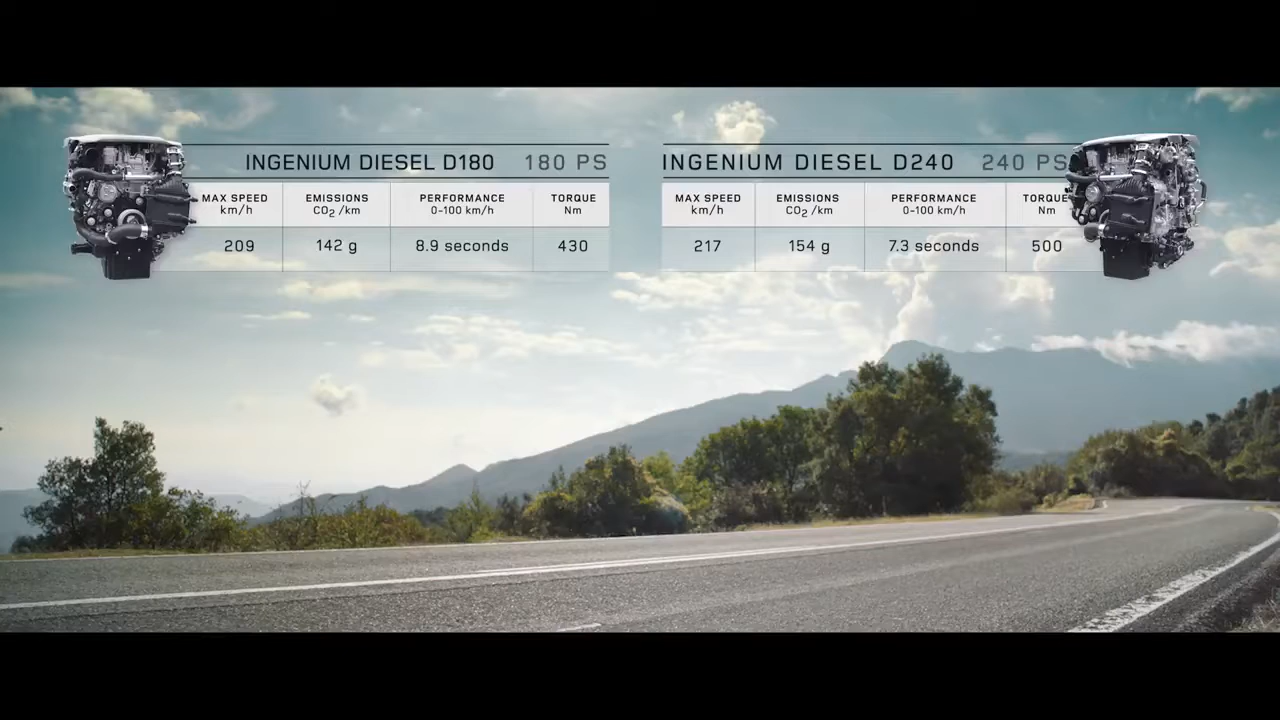 INGENIUM DIESEL D180 180 PS
MAX SPEED km/h EMISSIONS CO2 /km PERFORMANCE 0-100 km/h TORQUE Nm
209 142 g 8.9 seconds 430
INGENIUM DIESEL D240 240 PS
MAX SPEED km/h EMISSIONS CO2 /km PERFORMANCE 0-100 km/h TORQUE Nm
217 154 g 7.3 seconds 500